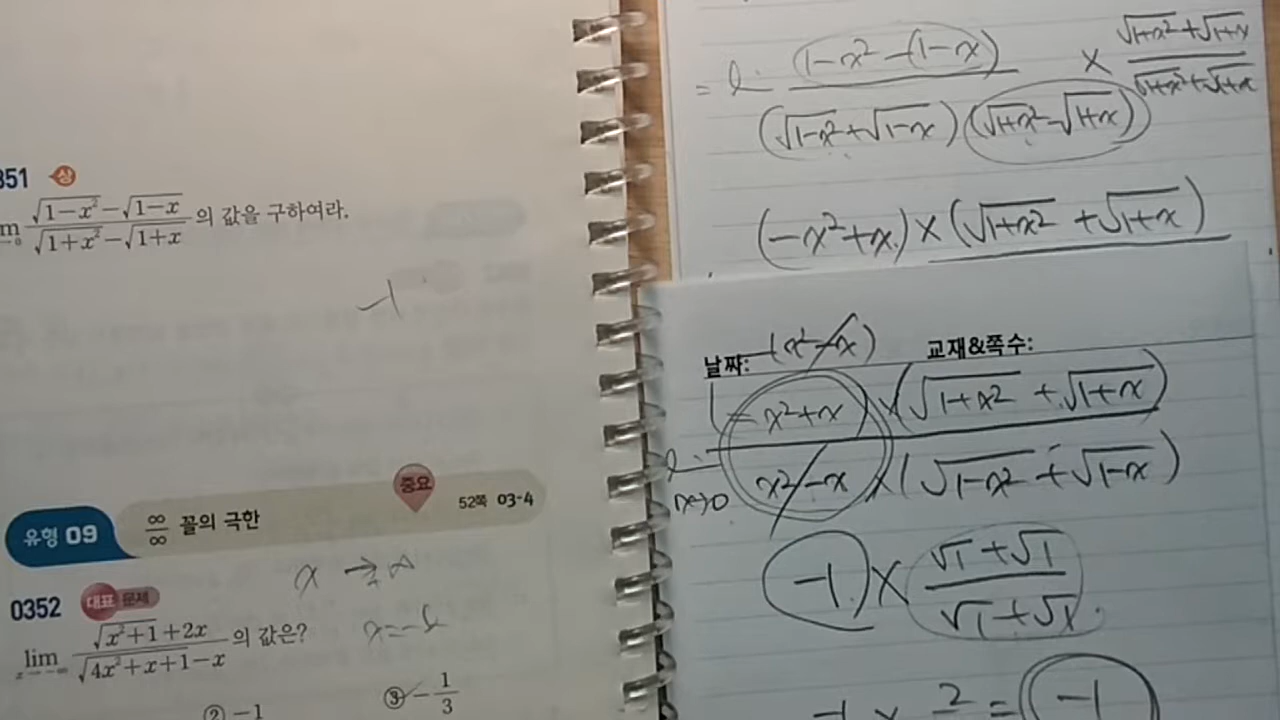 351 상
lim x→0 (√(1-x²) - √(1-x)) / (√(1+x²) - √(1+x)) 의 값을 구하여라.
-1
유형 09 ∞/∞ 꼴의 극한 중요 52쪽 03-4
x → -∞
0352 대표 문제
lim x→-∞ (√(x²+1) + 2x) / (√(4x²+x+1) - x) 의 값은?
② -1
③ -1/3
= l. (1-x² - (1-x)) / ((√(1-x²) + √(1-x)) (√(1+x²) - √(1+x))) × (√(1+x²) + √(1+x)) / (√(1+x²) + √(1+x))
(-x²+x) × (√(1+x²) + √(1+x))
-(x²-x)
날짜: 교재&쪽수:
l. x→0 ((-x²+x) × (√(1+x²) + √(1+x))) / (x²-x × (√(1-x²) + √(1-x)))
-1 × (√1 + √1) / (√1 + √1)
-1 × 2 = -1